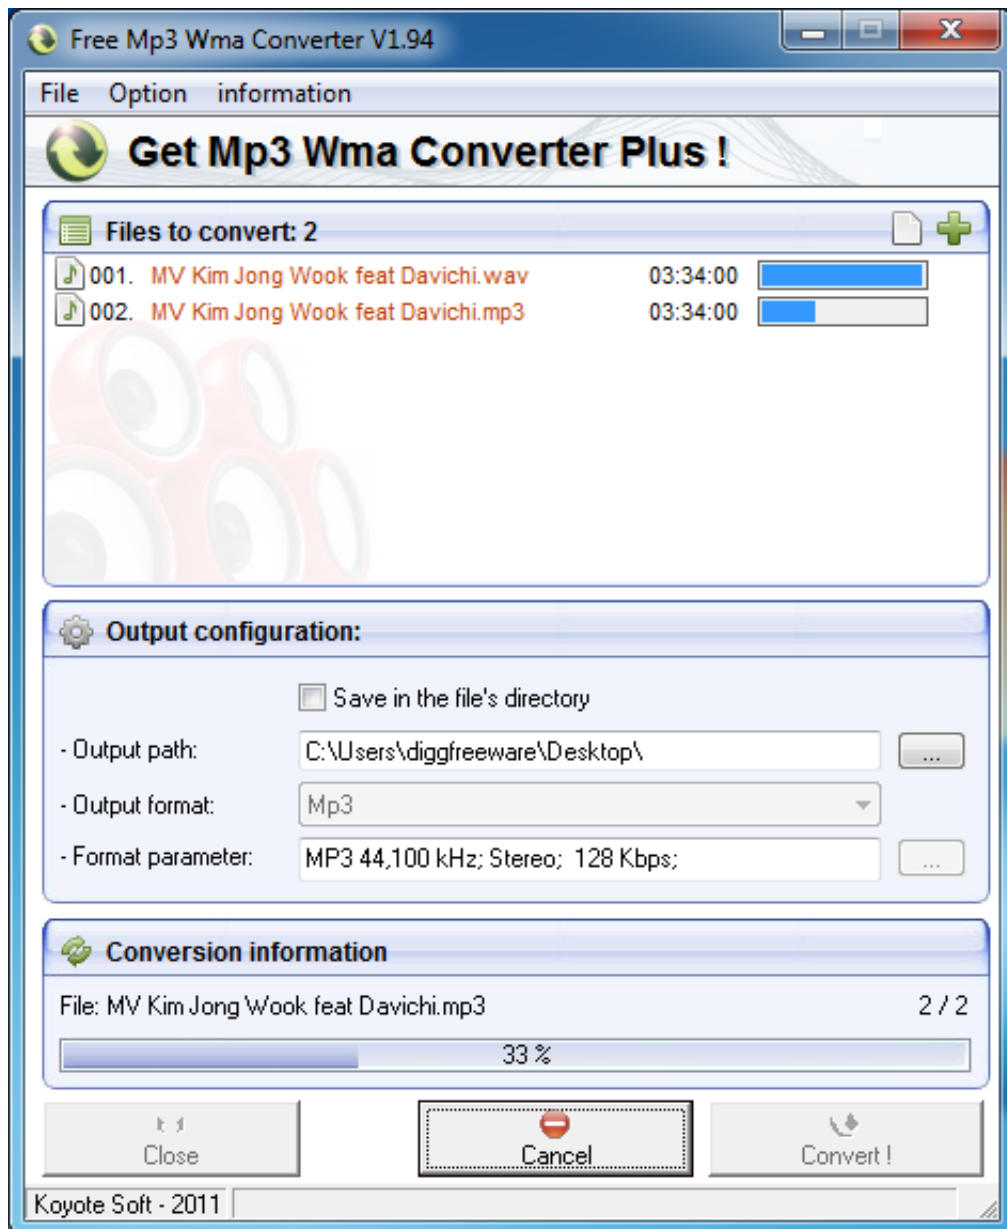 Free Mp3 Wma Converter V1.94
File Option information
Get Mp3 Wma Converter Plus !
Files to convert: 2
001. MV Kim Jong Wook feat Davichi.wav 03:34:00
002. MV Kim Jong Wook feat Davichi.mp3 03:34:00
Output configuration:
Save in the file's directory
- Output path: C:\Users\diggfreeware\Desktop\ ...
- Output format: Mp3
- Format parameter: MP3 44,100 kHz; Stereo;  128 Kbps; ...
Conversion information
File: MV Kim Jong Wook feat Davichi.mp3 2 / 2
33 %
Close Cancel Convert !
Koyote Soft - 2011